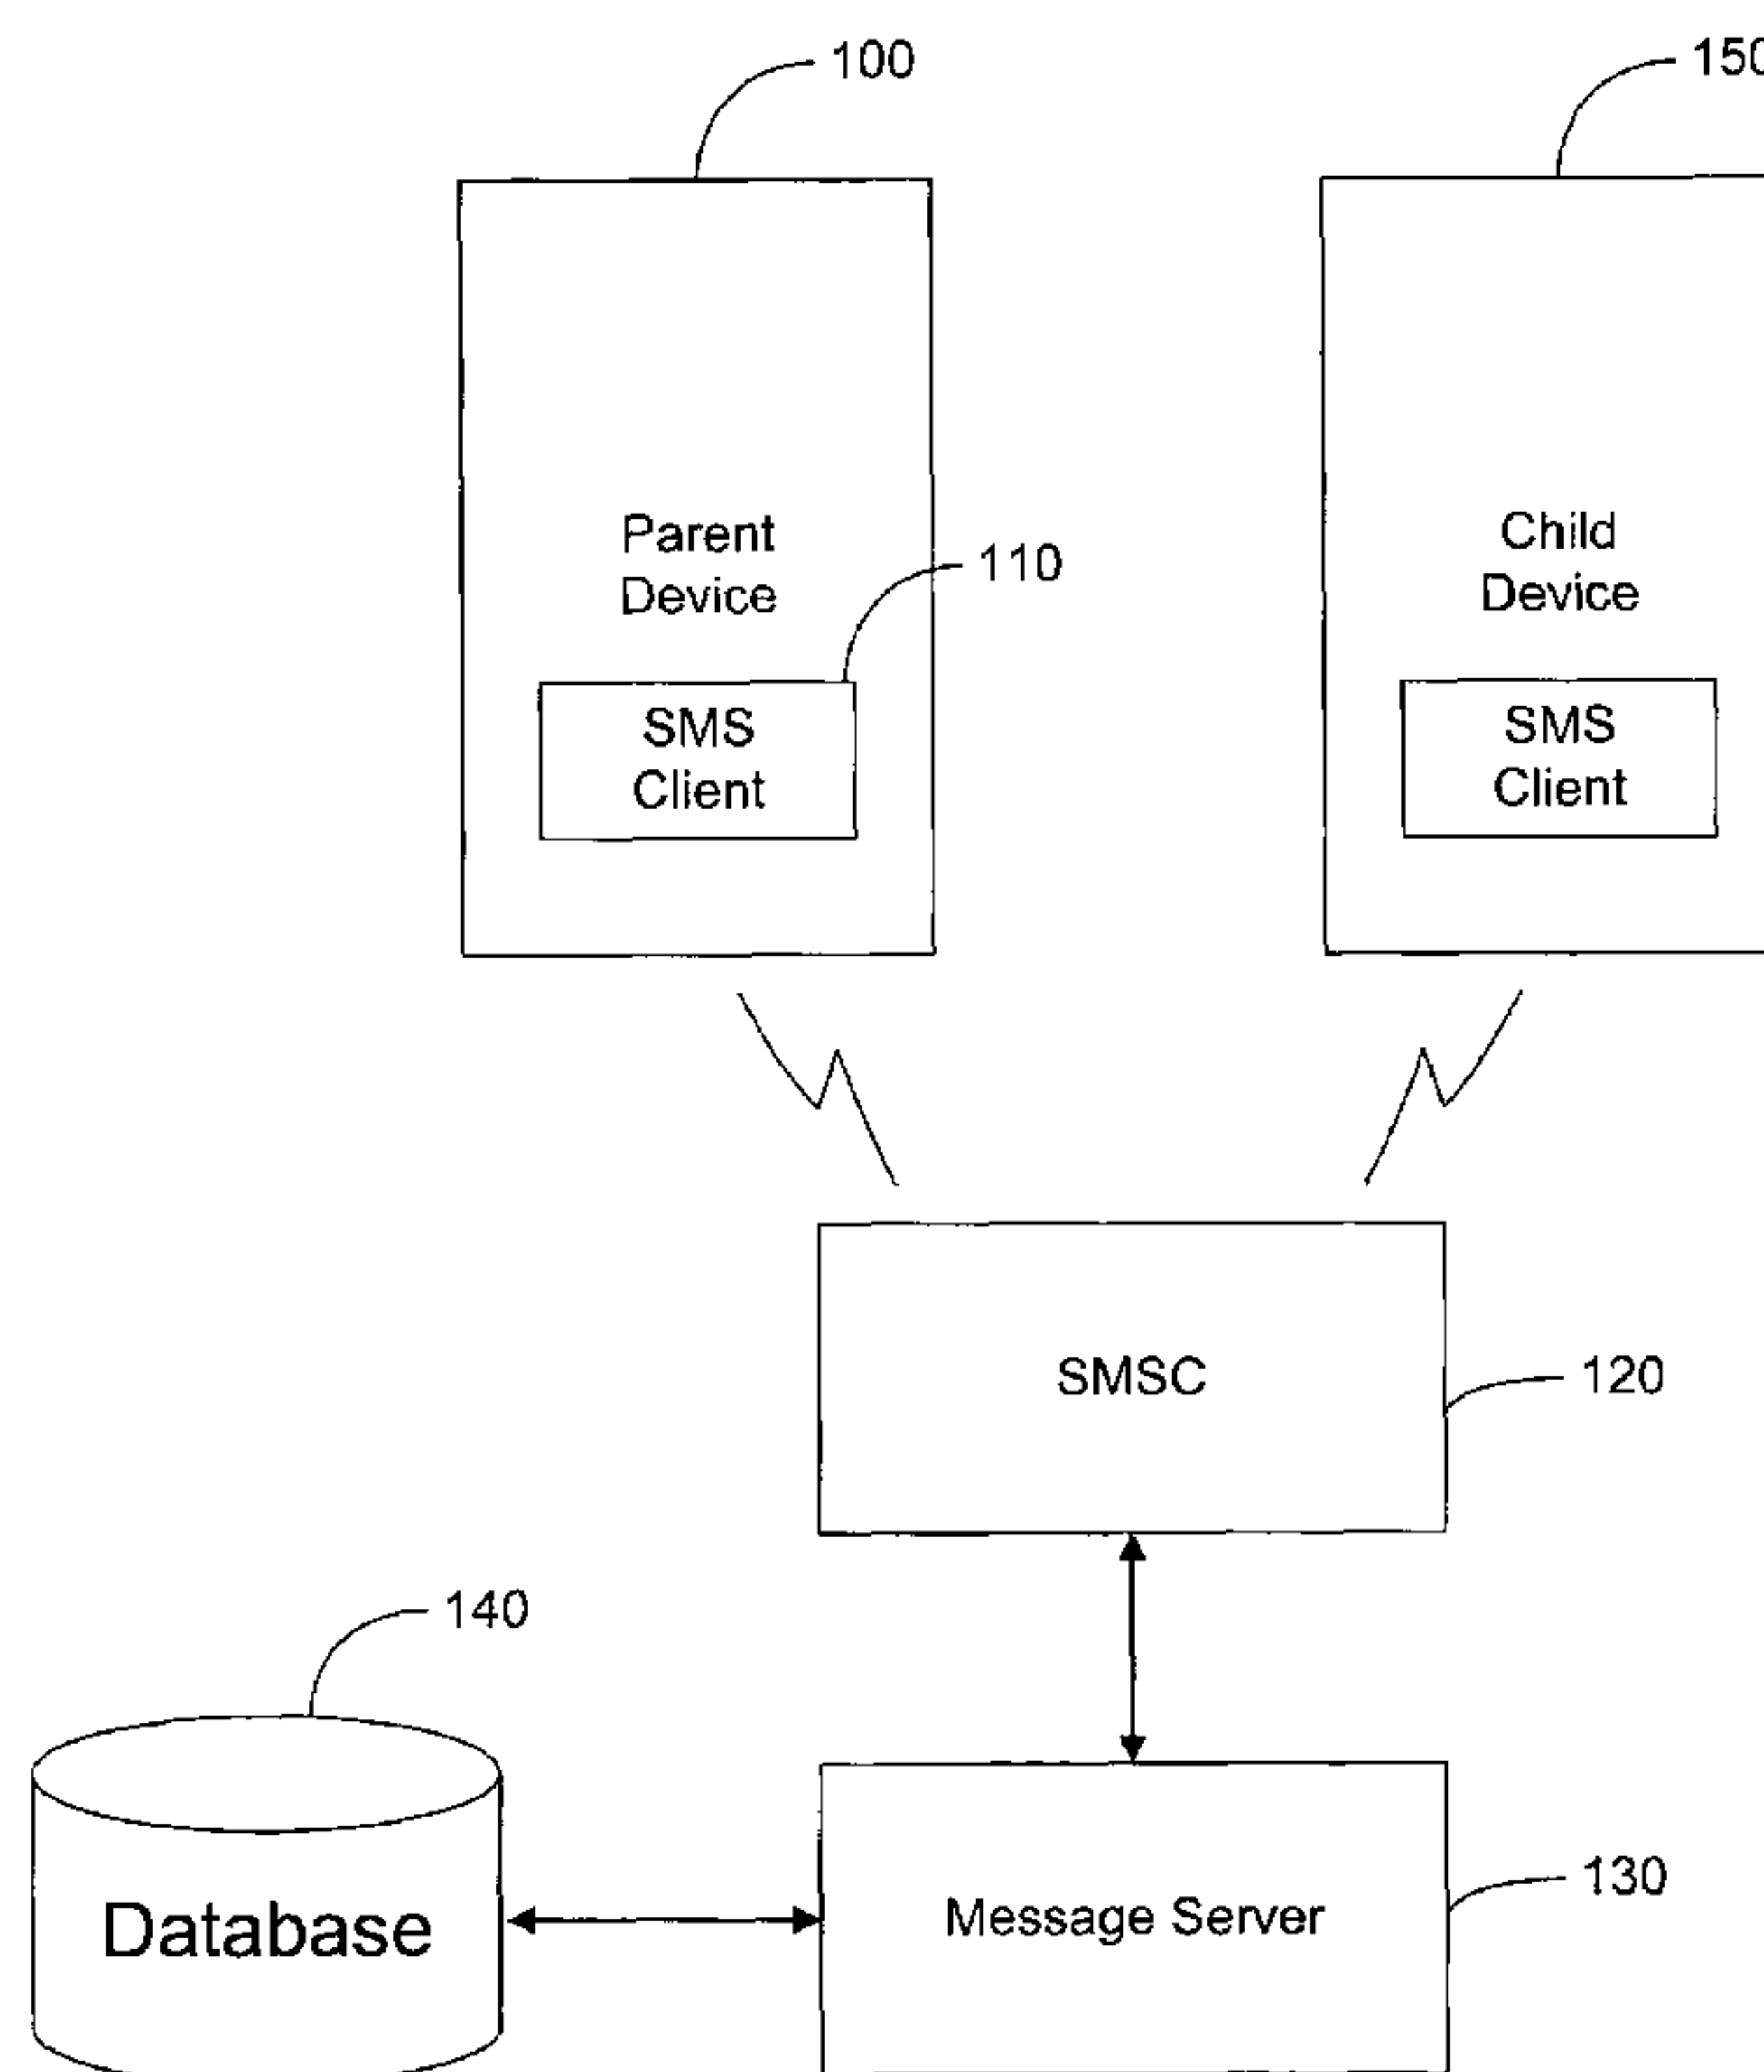 100
150
Parent
Device
110
Child
Device
SMS
Client
SMS
Client
SMSC
120
140
Database
Message Server
130